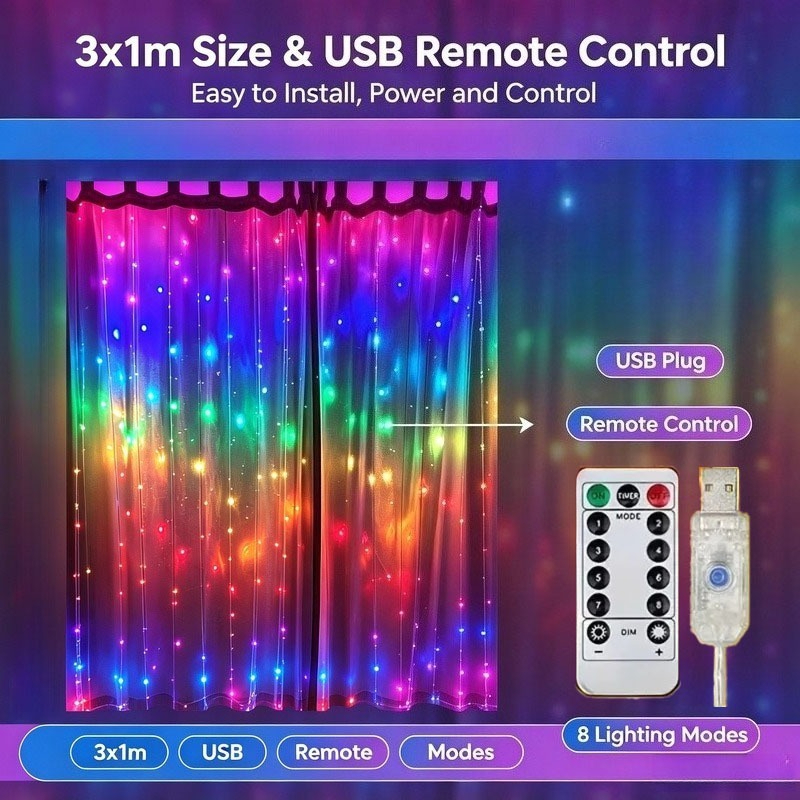 3x1m Size & USB Remote Control
Easy to Install, Power and Control
USB Plug
Remote Control
ON TIMER OFF
MODE
1 2
3 4
5 6
7 8
DIM
− +
8 Lighting Modes
3x1m USB Remote Modes